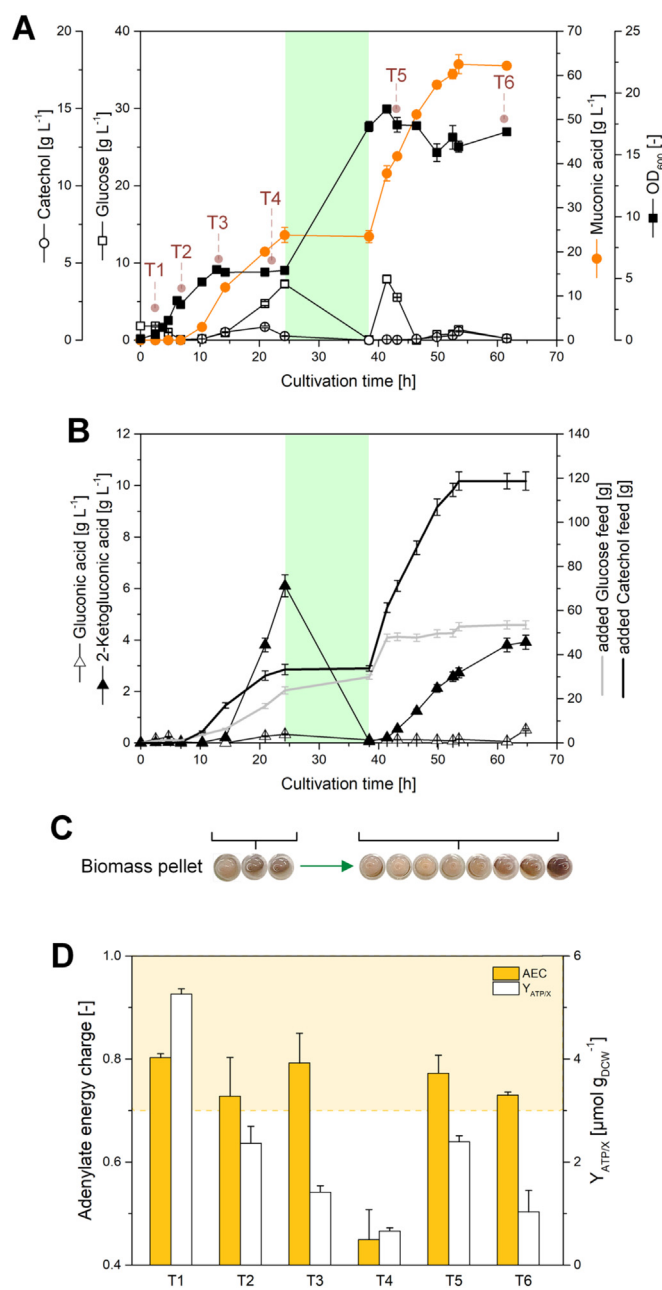 A
Catechol [g L-1]
Glucose [g L-1]
Muconic acid [g L-1]
OD600 [-]
20
15
10
5
0
40
30
20
10
0
70
60
50
40
30
20
10
0
25
20
15
10
5
0
T1
T2
T3
T4
T5
T6
0 10 20 30 40 50 60 70
Cultivation time [h]
B
Gluconic acid [g L-1]
2-Ketogluconic acid [g L-1]
added Glucose feed [g]
added Catechol feed [g]
12
10
8
6
4
2
0
140
120
100
80
60
40
20
0
0 10 20 30 40 50 60 70
Cultivation time [h]
C
Biomass pellet
D
Adenylate energy charge [-]
YATP/X [µmol gDCW-1]
1.0
0.8
0.6
0.4
6
4
2
0
AEC
YATP/X
T1 T2 T3 T4 T5 T6